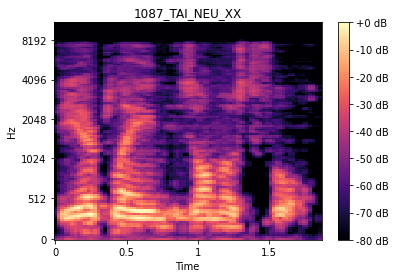 1087_TAI_NEU_XX
+0 dB
8192
-10 dB
4096
-20 dB
-30 dB
2048
-40 dB
Hz
1024
-50 dB
512
-60 dB
-70 dB
0
-80 dB
0 0.5 1 1.5
Time